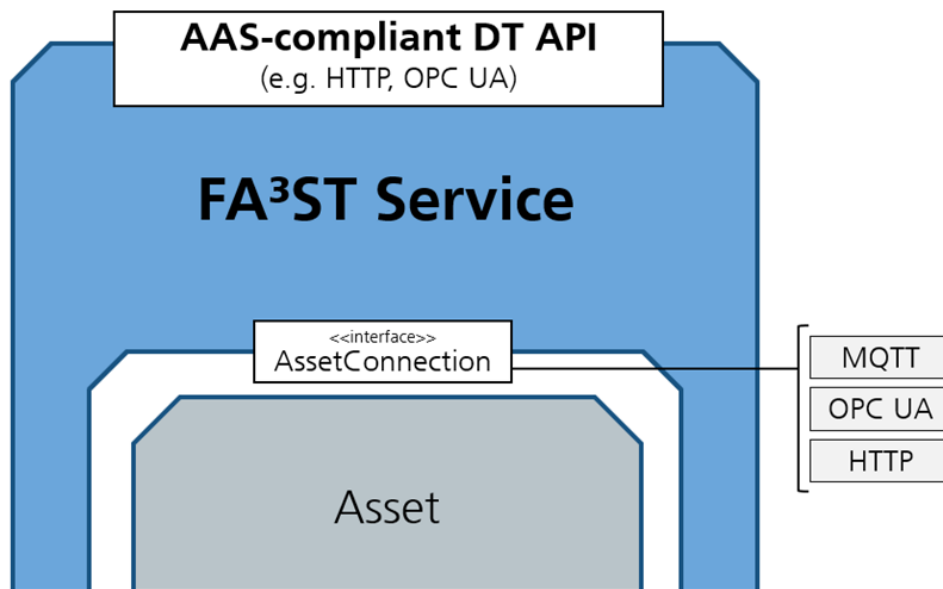 AAS-compliant DT API
(e.g. HTTP, OPC UA)
FA³ST Service
<<interface>>
AssetConnection
MQTT
OPC UA
HTTP
Asset